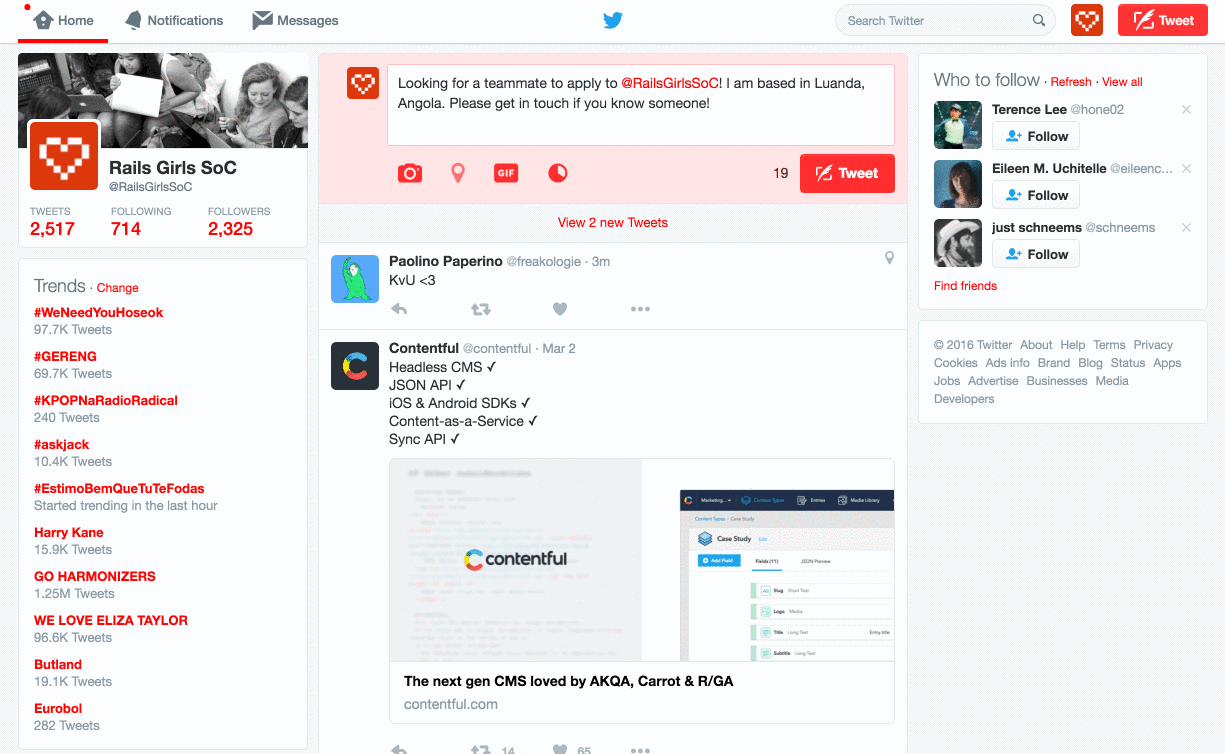 Home
Notifications
Messages
Search Twitter
Tweet
Rails Girls SoC
@RailsGirlsSoC
TWEETS FOLLOWING FOLLOWERS
2,517 714 2,325
Trends · Change
#WeNeedYouHoseok
97.7K Tweets
#GERENG
69.7K Tweets
#KPOPNaRadioRadical
240 Tweets
#askjack
10.4K Tweets
#EstimoBemQueTuTeFodas
Started trending in the last hour
Harry Kane
15.9K Tweets
GO HARMONIZERS
1.25M Tweets
WE LOVE ELIZA TAYLOR
96.6K Tweets
Butland
19.1K Tweets
Eurobol
282 Tweets
Looking for a teammate to apply to @RailsGirlsSoC! I am based in Luanda,
Angola. Please get in touch if you know someone!
GIF
19
Tweet
View 2 new Tweets
Paolino Paperino @freakologie · 3m
KvU <3
Contentful @contentful · Mar 2
Headless CMS ✓
JSON API ✓
iOS & Android SDKs ✓
Content-as-a-Service ✓
Sync API ✓
contentful
Marketing... Content Types Entries Media Library
Content Types Case Study
Case Study Edit
Add Field Fields (11) JSON Preview
Slug Short Text
Logo Media
Title Long Text Entry title
Subtitle Long Text
The next gen CMS loved by AKQA, Carrot & R/GA
contentful.com
14 65
Who to follow · Refresh · View all
Terence Lee @hone02
Follow
Eileen M. Uchitelle @eileenc...
Follow
just schneems @schneems
Follow
Find friends
© 2016 Twitter About Help Terms Privacy
Cookies Ads info Brand Blog Status Apps
Jobs Advertise Businesses Media
Developers